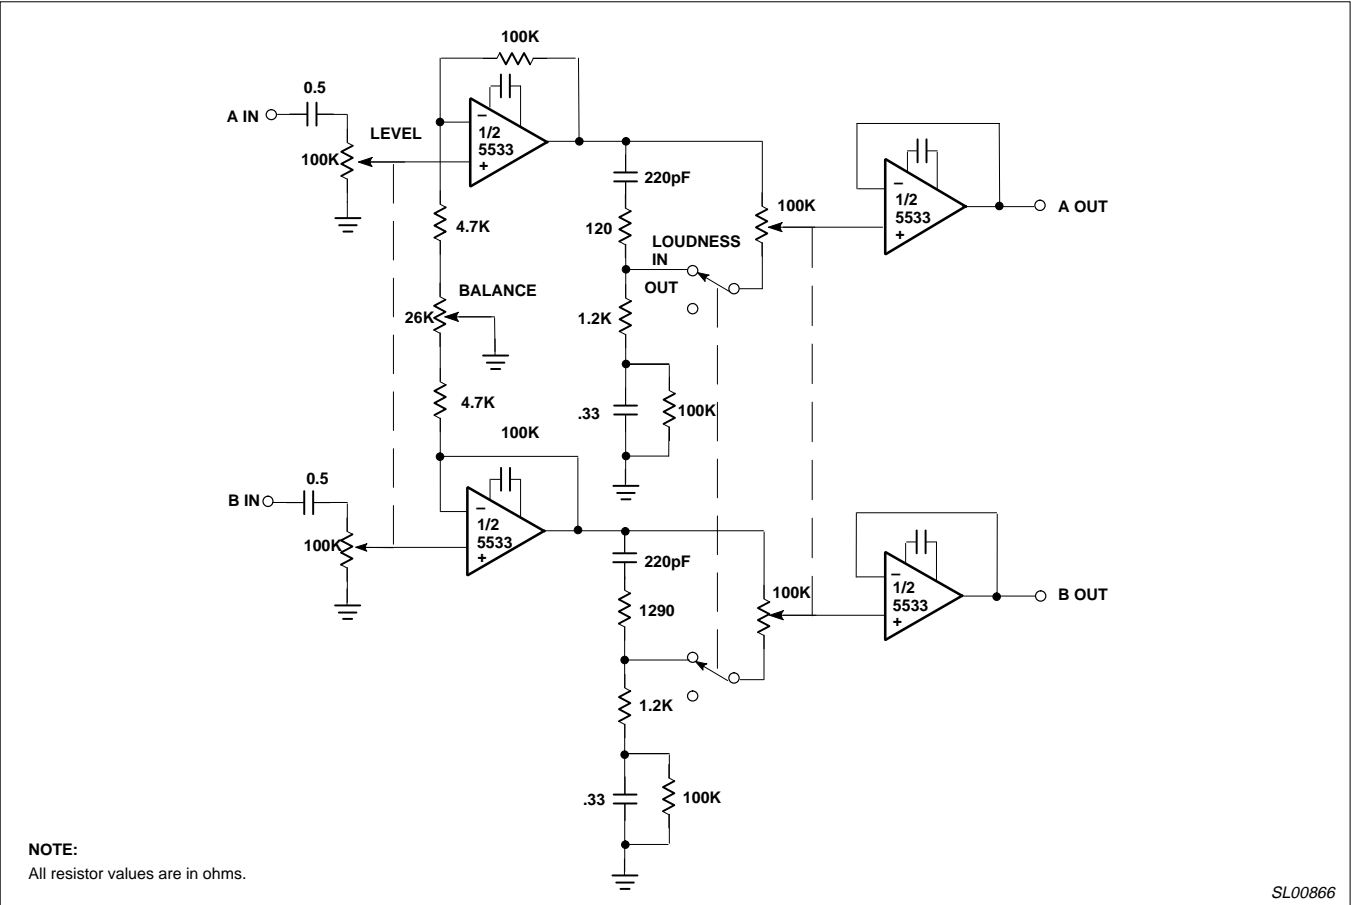 100K
0.5
A IN
LEVEL
100K
–
1/2
5533
+
220pF
120
LOUDNESS
IN
OUT
100K
–
1/2
5533
+
A OUT
4.7K
BALANCE
26K
1.2K
4.7K
.33
100K
100K
0.5
B IN
100K
–
1/2
5533
+
220pF
1290
100K
–
1/2
5533
+
B OUT
1.2K
.33
100K
NOTE:
All resistor values are in ohms.
SL00866